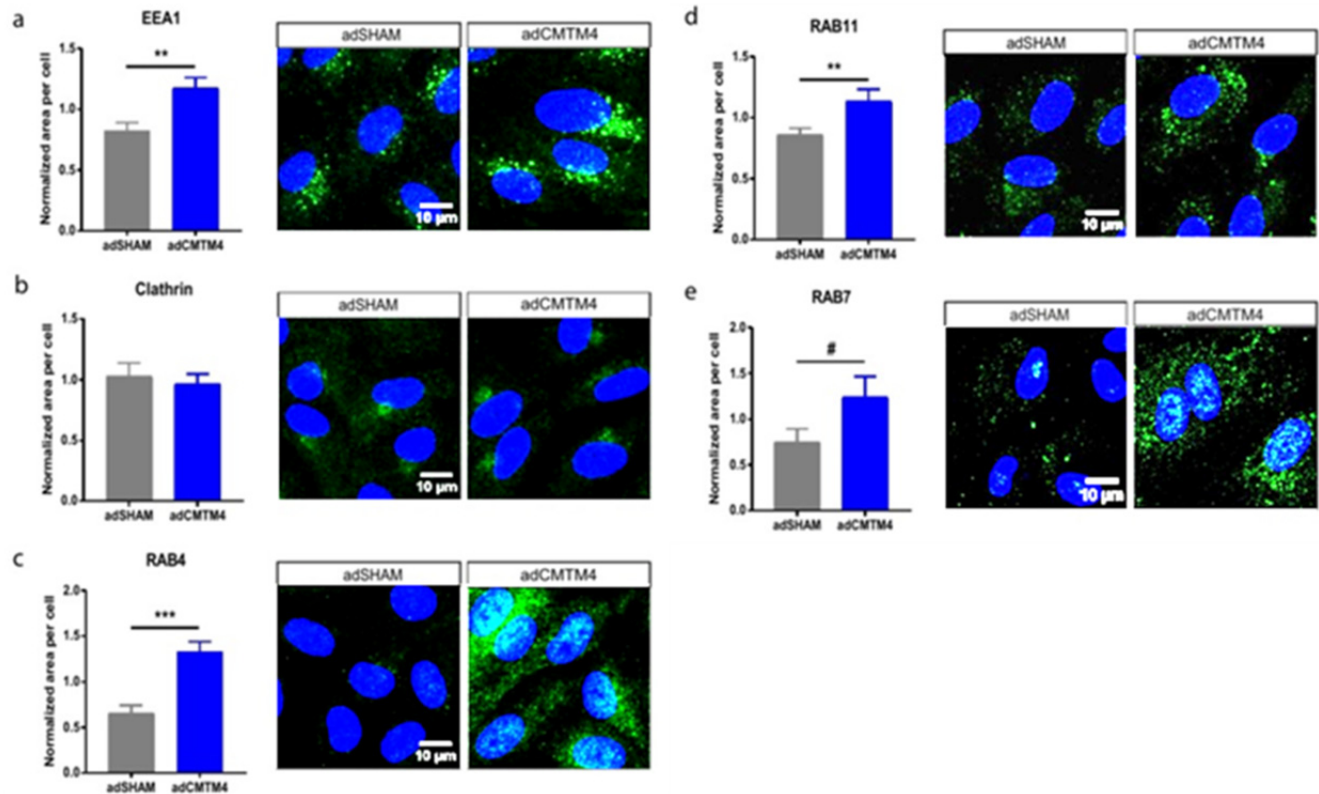 a
EEA1
Normalized area per cell
1.5
1.0
0.5
0.0
**
adSHAM adCMTM4
adSHAM
adCMTM4
10 µm
b
Clathrin
Normalized area per cell
1.5
1.0
0.5
0.0
adSHAM adCMTM4
adSHAM
adCMTM4
10 µm
c
RAB4
Normalized area per cell
2.0
1.5
1.0
0.5
0.0
***
adSHAM adCMTM4
adSHAM
adCMTM4
10 µm
d
RAB11
Normalized area per cell
1.5
1.0
0.5
0.0
**
adSHAM adCMTM4
adSHAM
adCMTM4
10 µm
e
RAB7
Normalized area per cell
2.0
1.5
1.0
0.5
0.0
#
adSHAM adCMTM4
adSHAM
adCMTM4
10 µm